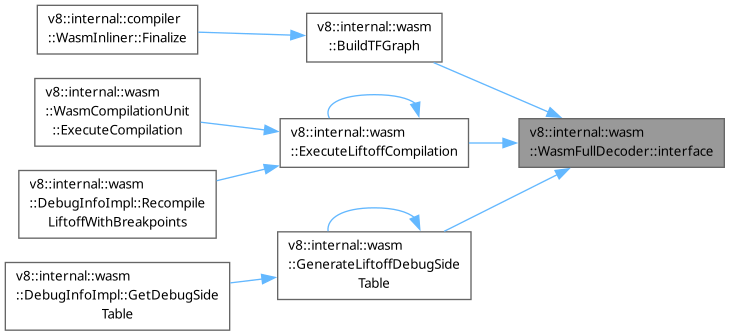 v8::internal::compiler
::WasmInliner::Finalize
v8::internal::wasm
::BuildTFGraph
v8::internal::wasm
::WasmCompilationUnit
::ExecuteCompilation
v8::internal::wasm
::ExecuteLiftoffCompilation
v8::internal::wasm
::WasmFullDecoder::interface
v8::internal::wasm
::DebugInfoImpl::Recompile
LiftoffWithBreakpoints
v8::internal::wasm
::GenerateLiftoffDebugSide
Table
v8::internal::wasm
::DebugInfoImpl::GetDebugSide
Table